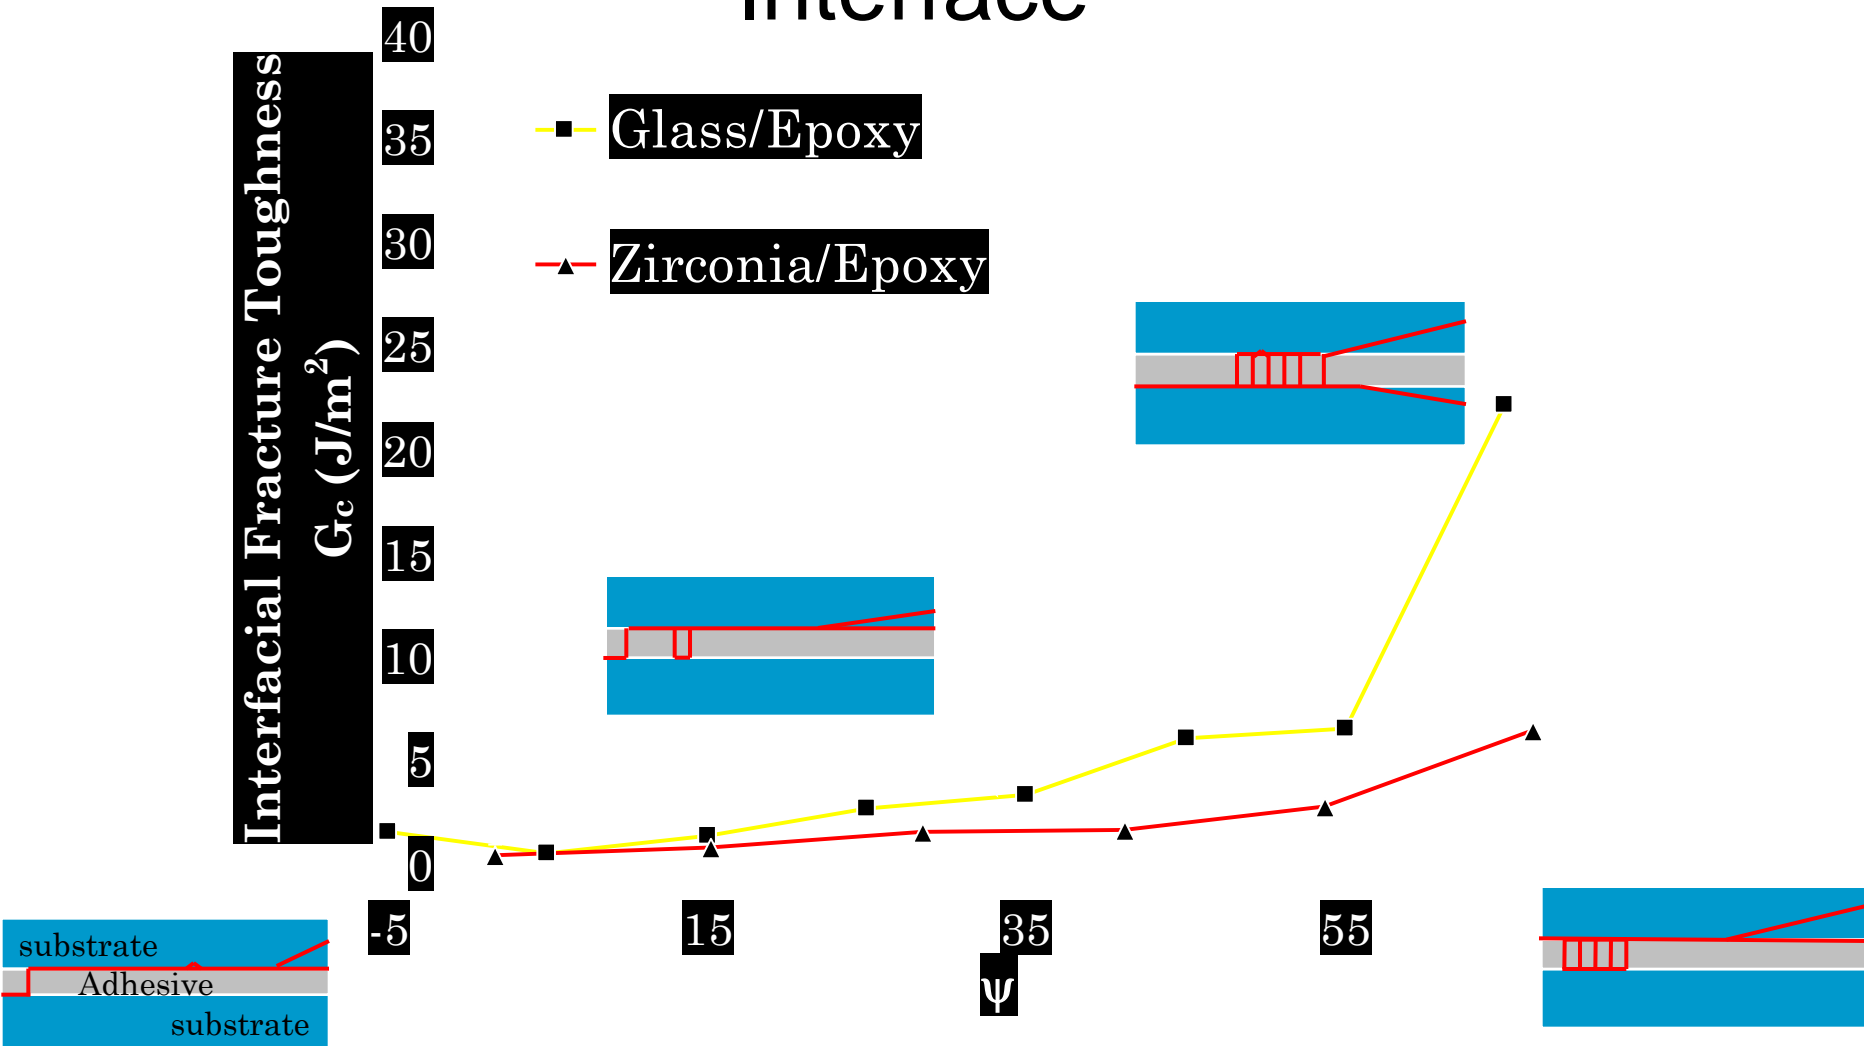 Interface
40
35
30
25
20
15
10
5
0
Interfacial Fracture Toughness
Gc (J/m²)
Glass/Epoxy
Zirconia/Epoxy
-5
15
35
55
ψ
substrate
Adhesive
substrate